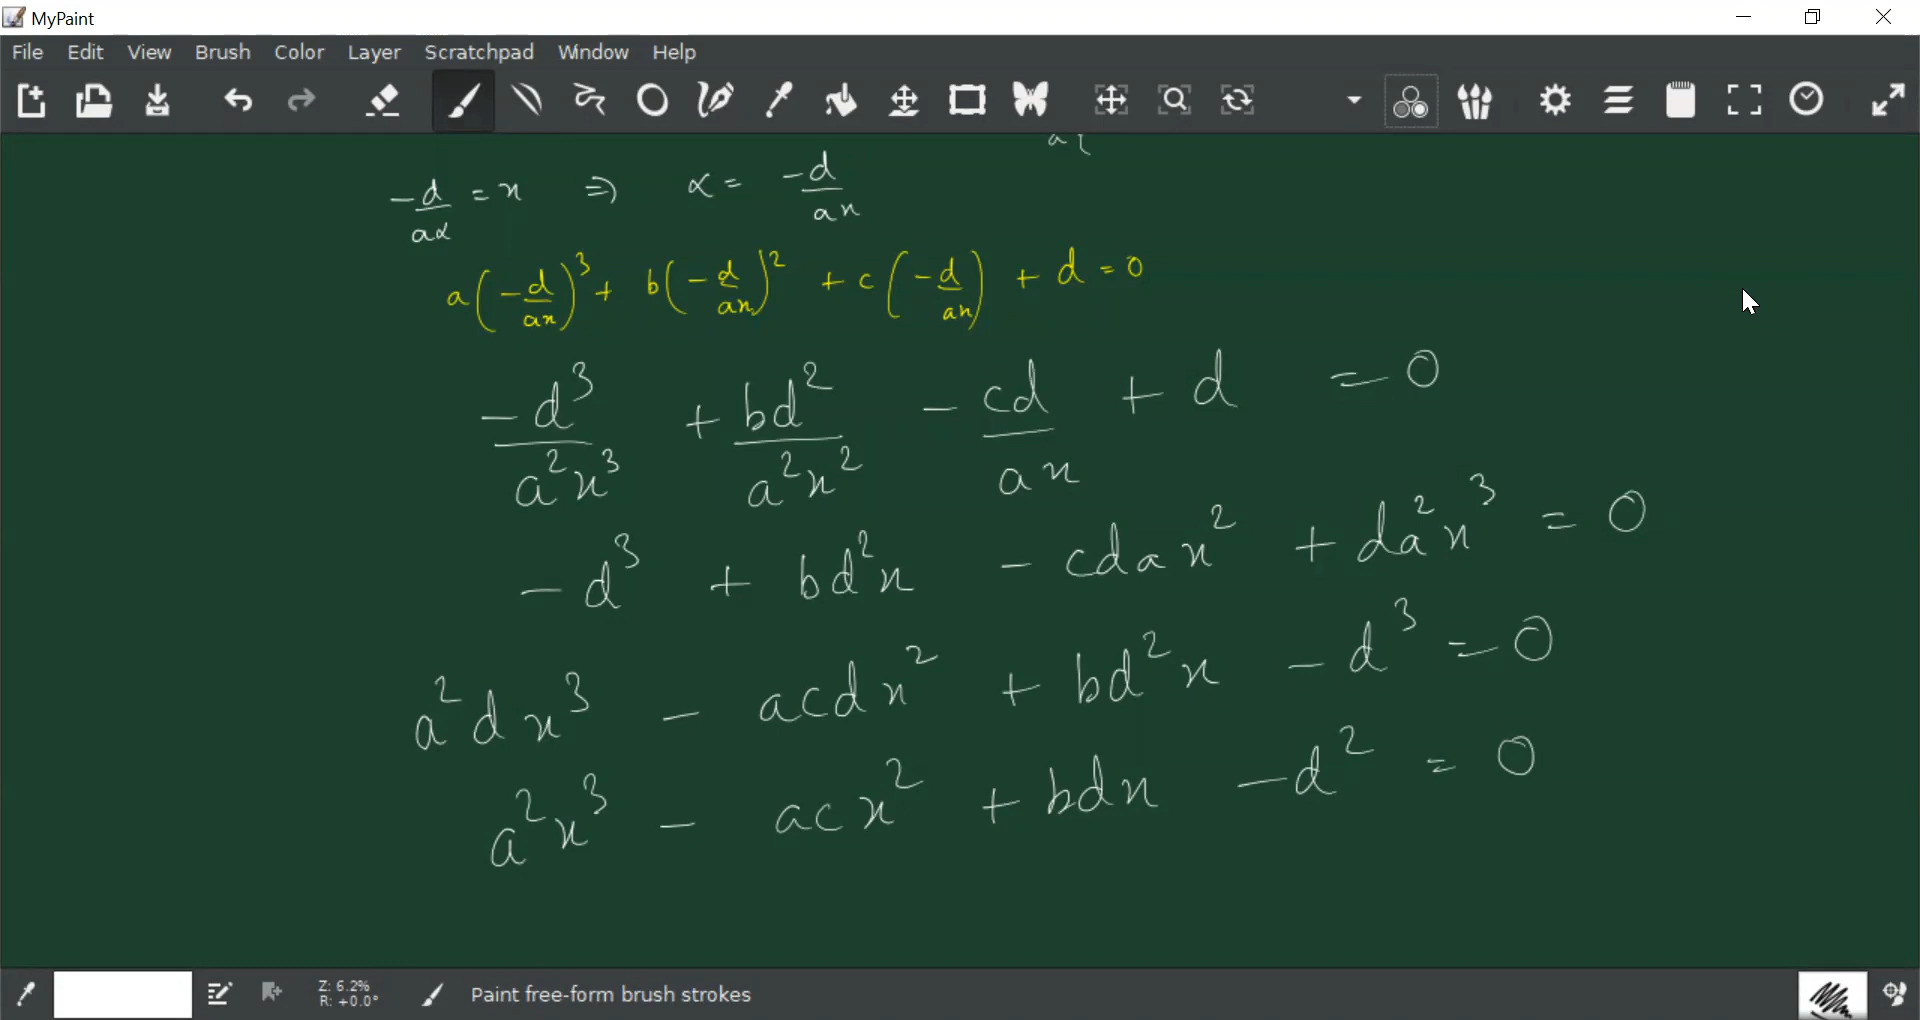 MyPaint
File Edit View Brush Color Layer Scratchpad Window Help
-d/aα = x ⇒ α = -d/ax
a(-d/ax)³ + b(-d/ax)² + c(-d/ax) + d = 0
-d³/a²x³ + bd²/a²x² - cd/ax + d = 0
-d³ + bd²x - cdax² + da²x³ = 0
a²dx³ - acdx² + bd²x - d³ = 0
a²x³ - acx² + bdx - d² = 0
Z: 6.2%
R: +0.0°
Paint free-form brush strokes